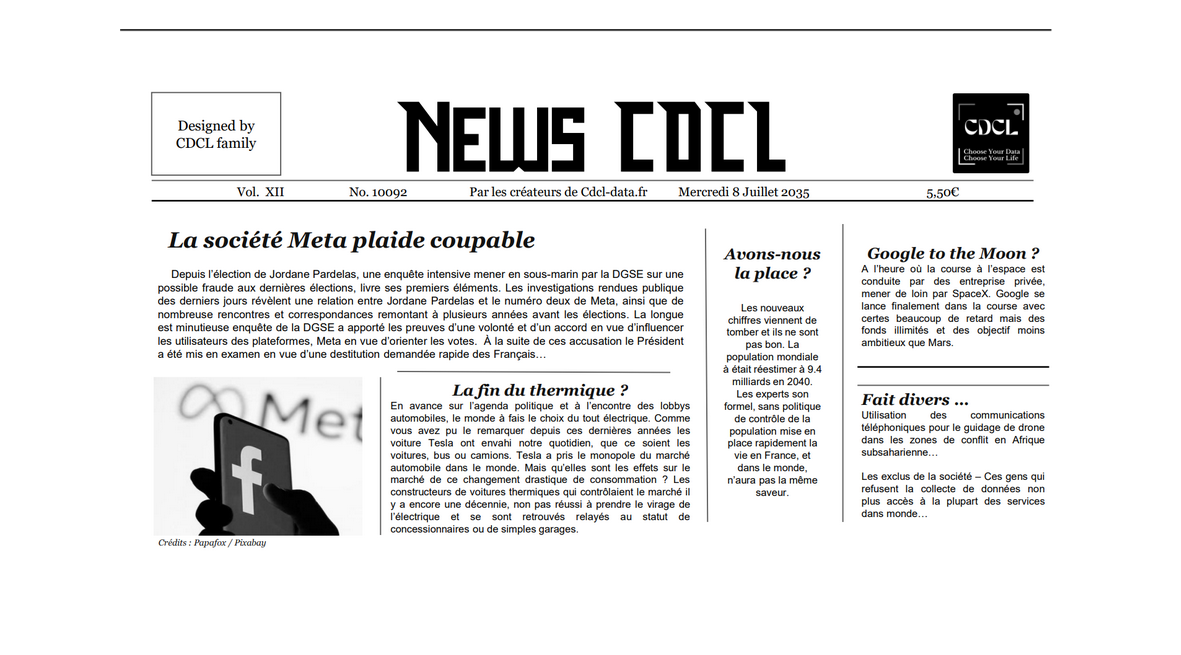 Designed by
CDCL family
NEWS CDCL
CDCL
Choose Your Data
Choose Your Life
Vol. XII No. 10092 Par les créateurs de Cdcl-data.fr Mercredi 8 Juillet 2035 5,50€
La société Meta plaide coupable
Depuis l'élection de Jordane Pardelas, une enquête intensive mener en sous-marin par la DGSE sur une
possible fraude aux dernières élections, livre ses premiers éléments. Les investigations rendues publique
des derniers jours révèlent une relation entre Jordane Pardelas et le numéro deux de Meta, ainsi que de
nombreuse rencontres et correspondances remontant à plusieurs années avant les élections. La longue
est minutieuse enquête de la DGSE a apporté les preuves d'une volonté et d'un accord en vue d'influencer
les utilisateurs des plateformes, Meta en vue d'orienter les votes. À la suite de ces accusation le Président
a été mis en examen en vue d'une destitution demandée rapide des Français…
Meta
f
Crédits : Papafox / Pixabay
La fin du thermique ?
En avance sur l'agenda politique et à l'encontre des lobbys
automobiles, le monde à fais le choix du tout électrique. Comme
vous avez pu le remarquer depuis ces dernières années les
voiture Tesla ont envahi notre quotidien, que ce soient les
voitures, bus ou camions. Tesla a pris le monopole du marché
automobile dans le monde. Mais qu'elles sont les effets sur le
marché de ce changement drastique de consommation ? Les
constructeurs de voitures thermiques qui contrôlaient le marché il
y a encore une décennie, non pas réussi à prendre le virage de
l'électrique et se sont retrouvés relayés au statut de
concessionnaires ou de simples garages.
Avons-nous
la place ?
Les nouveaux
chiffres viennent de
tomber et ils ne sont
pas bon. La
population mondiale
à était réestimer à 9.4
milliards en 2040.
Les experts son
formel, sans politique
de contrôle de la
population mise en
place rapidement la
vie en France, et
dans le monde,
n'aura pas la même
saveur.
Google to the Moon ?
A l'heure où la course à l'espace est
conduite par des entreprise privée,
mener de loin par SpaceX. Google se
lance finalement dans la course avec
certes beaucoup de retard mais des
fonds illimités et des objectif moins
ambitieux que Mars.
Fait divers …
Utilisation des communications
téléphoniques pour le guidage de drone
dans les zones de conflit en Afrique
subsaharienne…
Les exclus de la société – Ces gens qui
refusent la collecte de données non
plus accès à la plupart des services
dans monde…